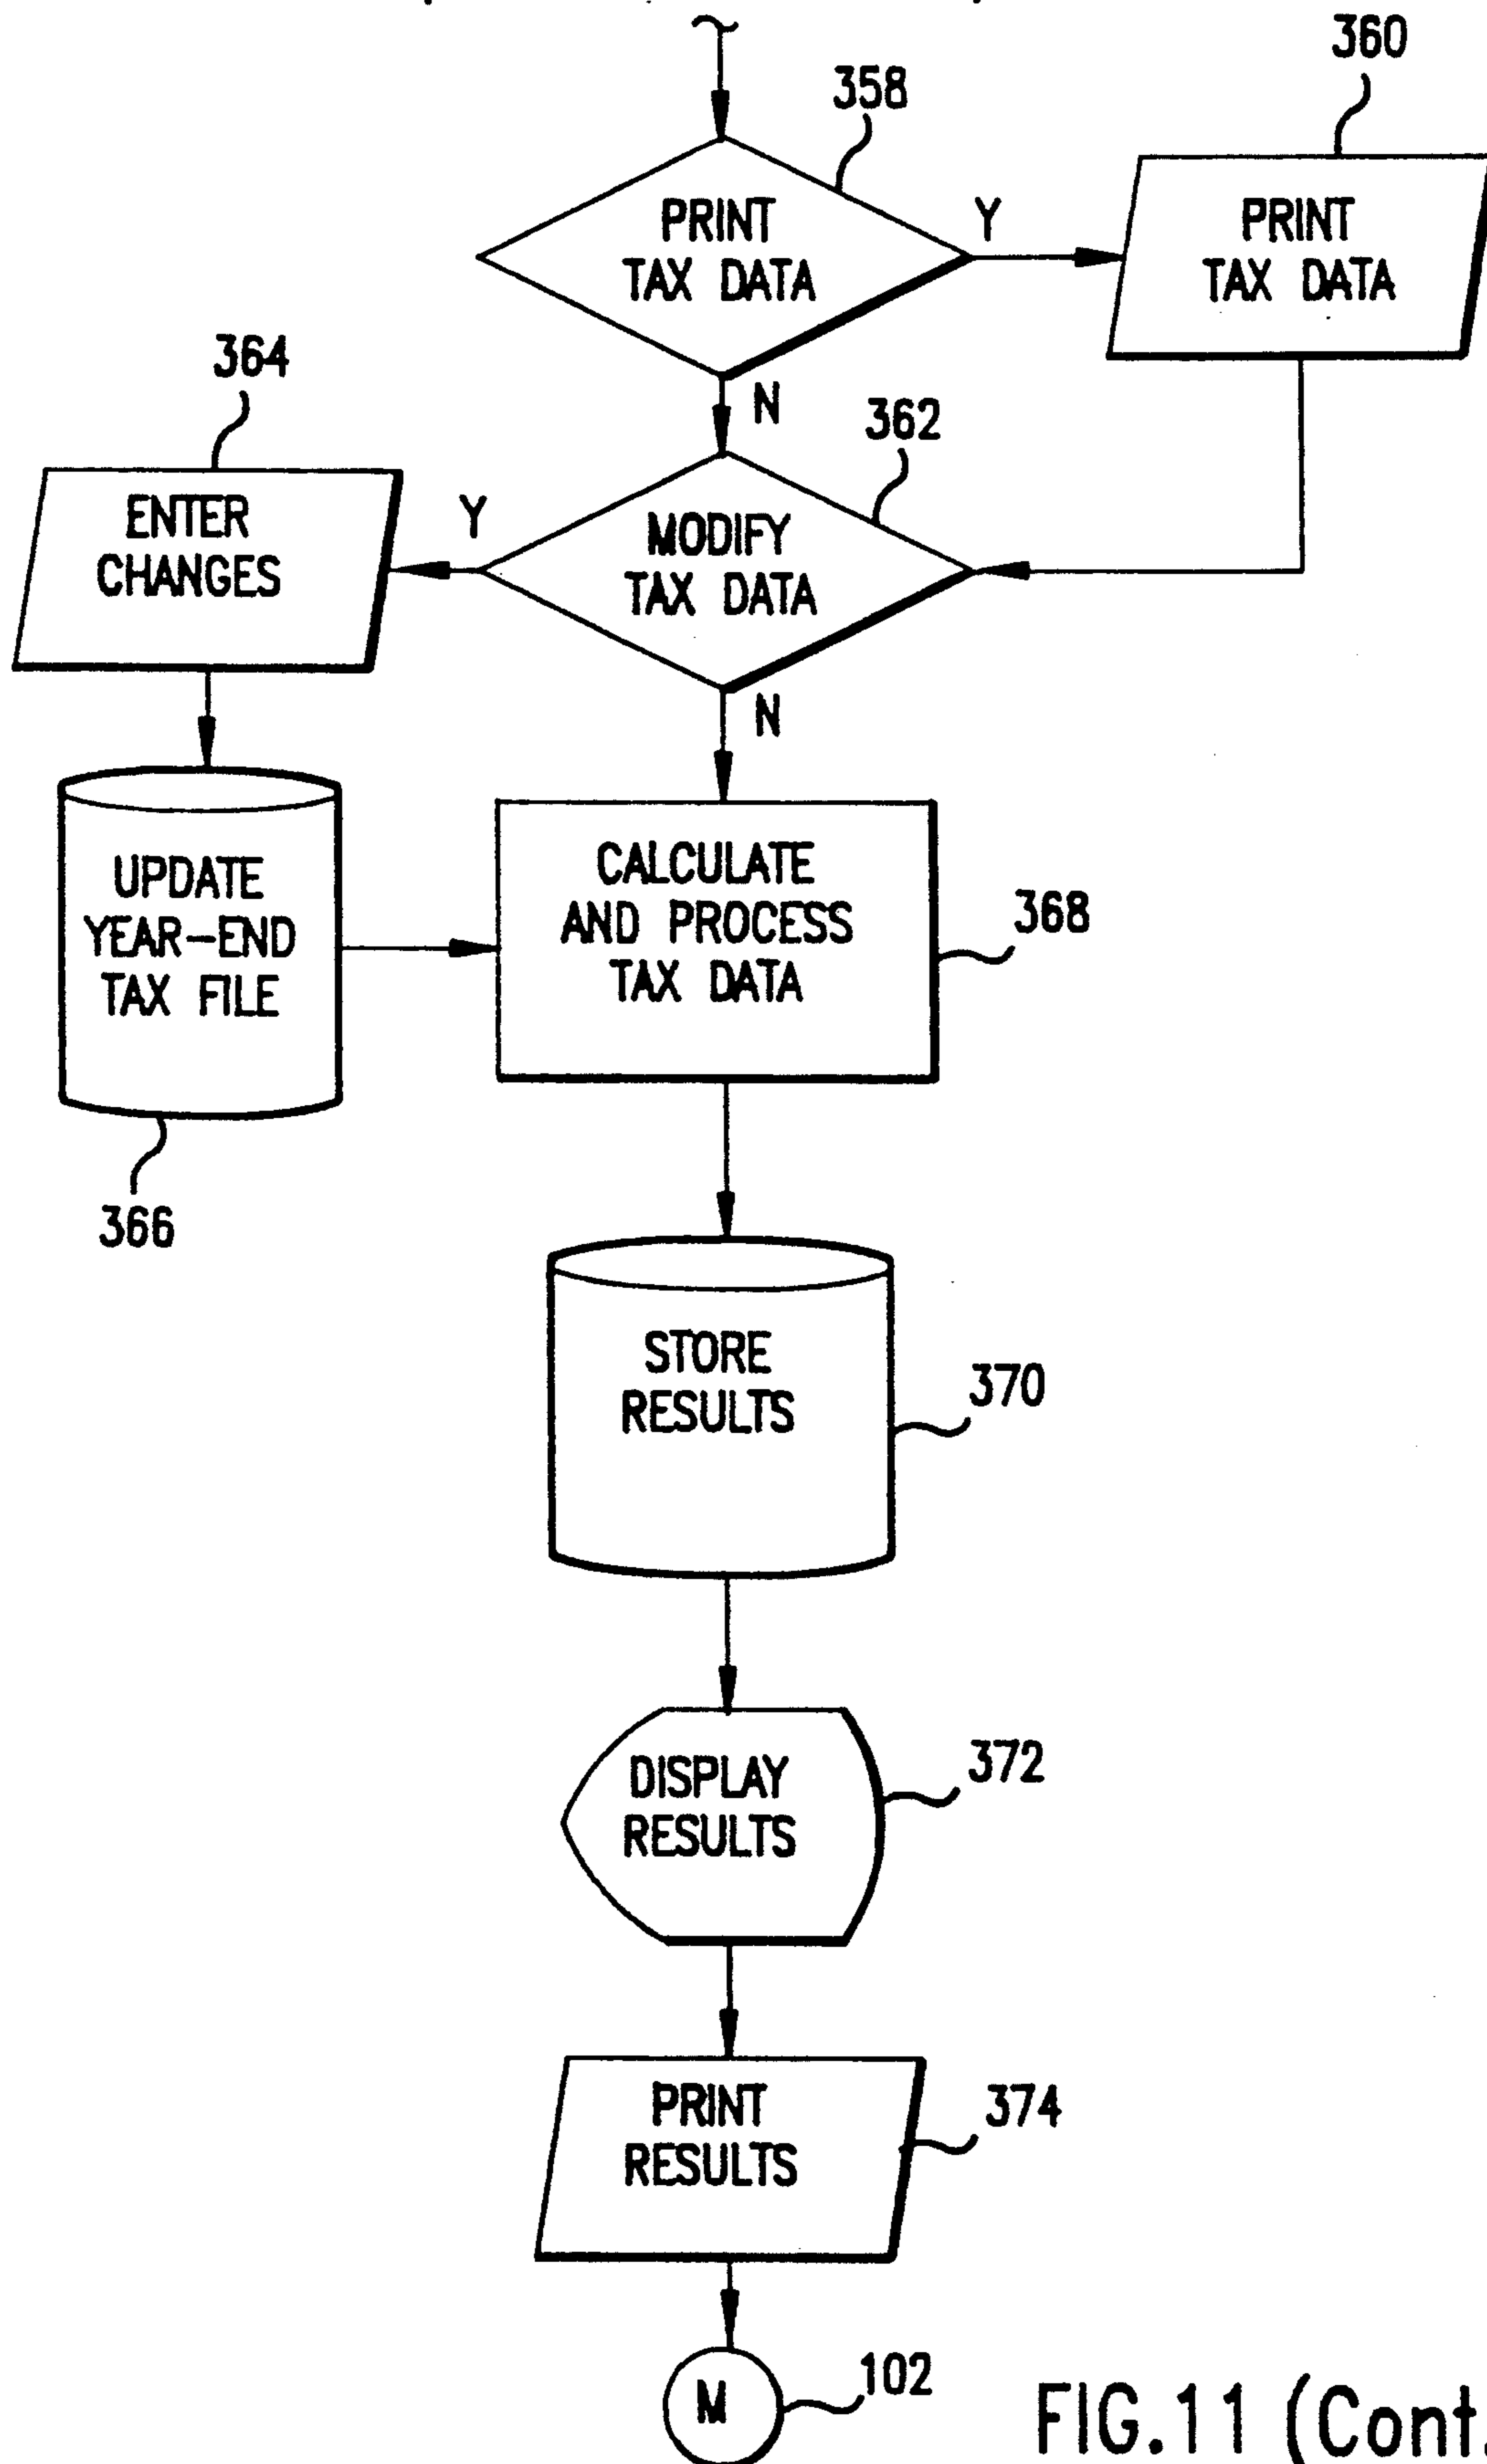 360
358
PRINT
TAX DATA
Y
PRINT
TAX DATA
364
N
362
ENTER
CHANGES
Y
MODIFY
TAX DATA
N
UPDATE
YEAR-END
TAX FILE
CALCULATE
AND PROCESS
TAX DATA
368
366
STORE
RESULTS
370
DISPLAY
RESULTS
372
PRINT
RESULTS
374
M
102
FIG.11 (Cont.